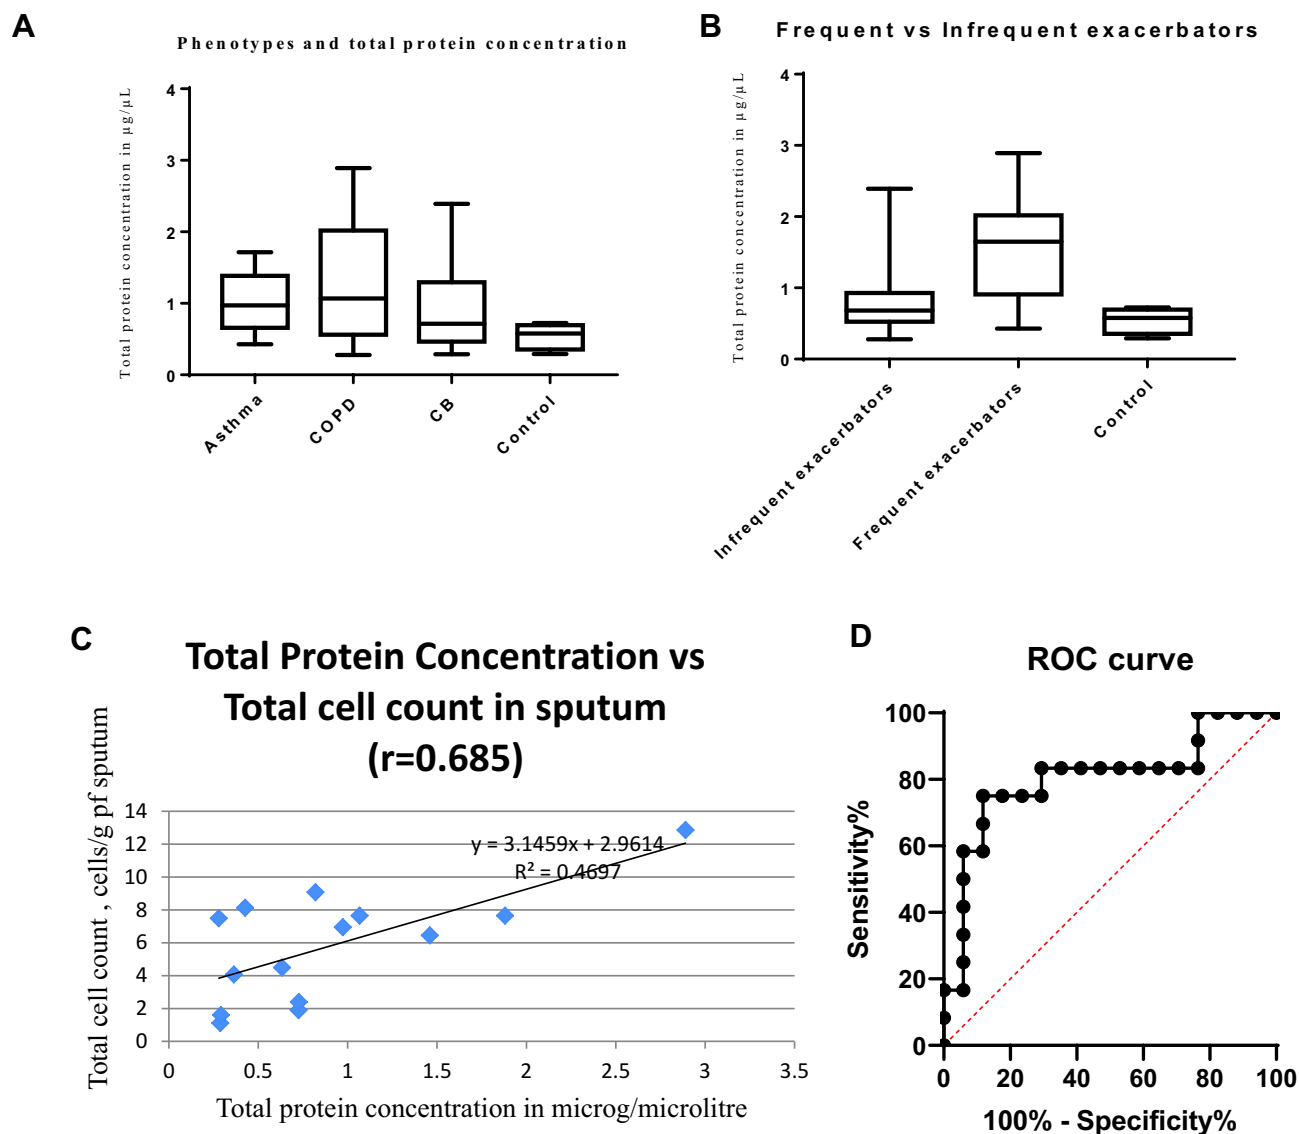 A
Phenotypes and total protein concentration
Total protein concentration in µg/µL
4
3
2
1
0
Asthma
COPD
CB
Control
B
Frequent vs Infrequent exacerbators
Total protein concentration in µg/µL
4
3
2
1
0
Infrequent exacerbators
Frequent exacerbators
Control
C
Total Protein Concentration vs
Total cell count in sputum
(r=0.685)
Total cell count , cells/g pf sputum
14
12
10
8
6
4
2
0
y = 3.1459x + 2.9614
R² = 0.4697
0 0.5 1 1.5 2 2.5 3 3.5
Total protein concentration in microg/microlitre
D
ROC curve
Sensitivity%
100
80
60
40
20
0
0 20 40 60 80 100
100% - Specificity%